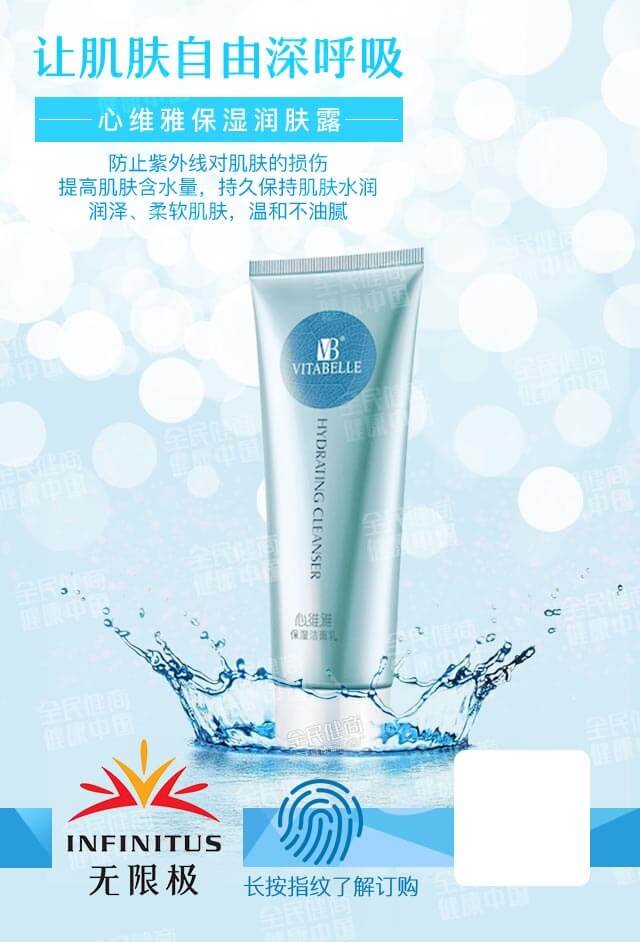 让肌肤自由深呼吸
心维雅保湿润肤露
防止紫外线对肌肤的损伤
提高肌肤含水量，持久保持肌肤水润
润泽、柔软肌肤，温和不油腻
VB®
VITABELLE
HYDRATING CLEANSER
心维雅
保湿洁面乳
INFINITUS
无限极
长按指纹了解订购
全民健商
健康中国